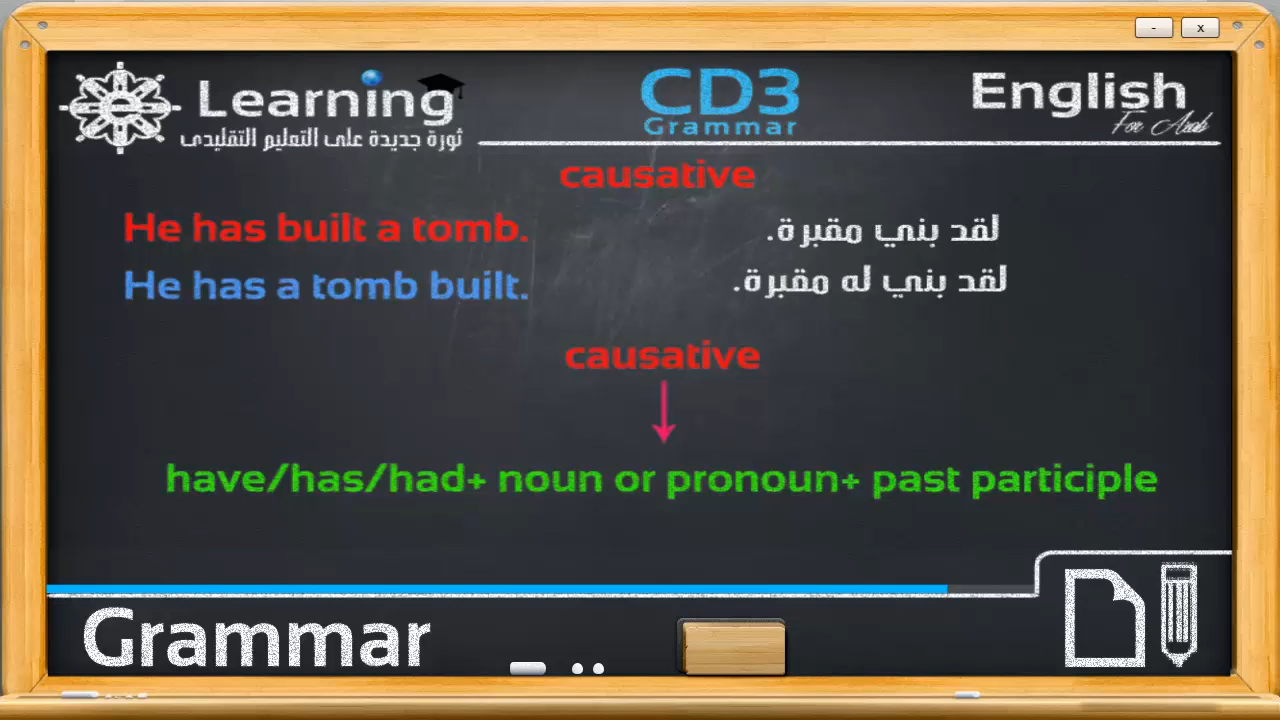 - x
Learning
ثورة جديدة على التعليم التقليدى
CD3
Grammar
English
For Arab
causative
He has built a tomb.
لقد بني مقبرة.
He has a tomb built.
لقد بني له مقبرة.
causative
have/has/had+ noun or pronoun+ past participle
Grammar